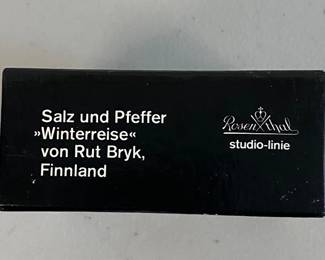 Salz und Pfeffer
»Winterreise«
von Rut Bryk,
Finnland
Rosenthal
studio-linie